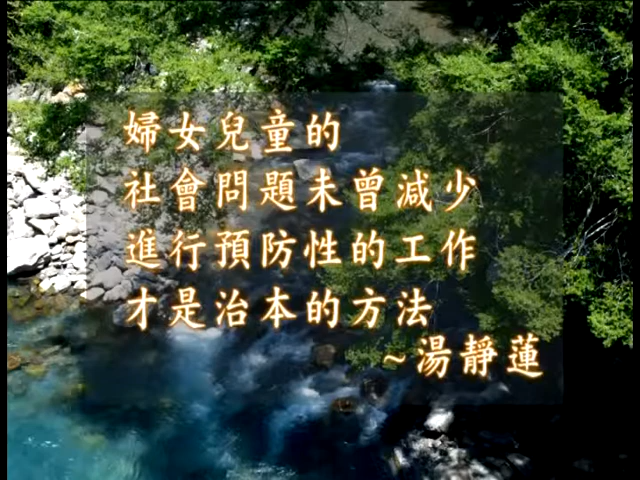 婦女兒童的
社會問題未曾減少
進行預防性的工作
才是治本的方法
~湯靜蓮